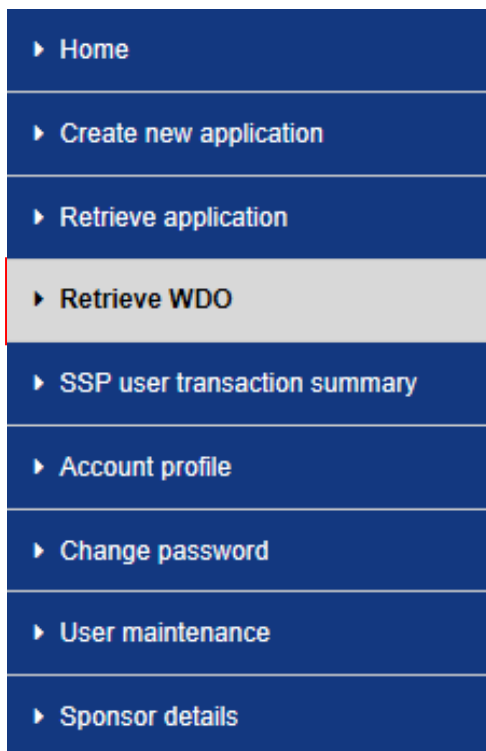 Home
Create new application
Retrieve application
Retrieve WDO
SSP user transaction summary
Account profile
Change password
User maintenance
Sponsor details